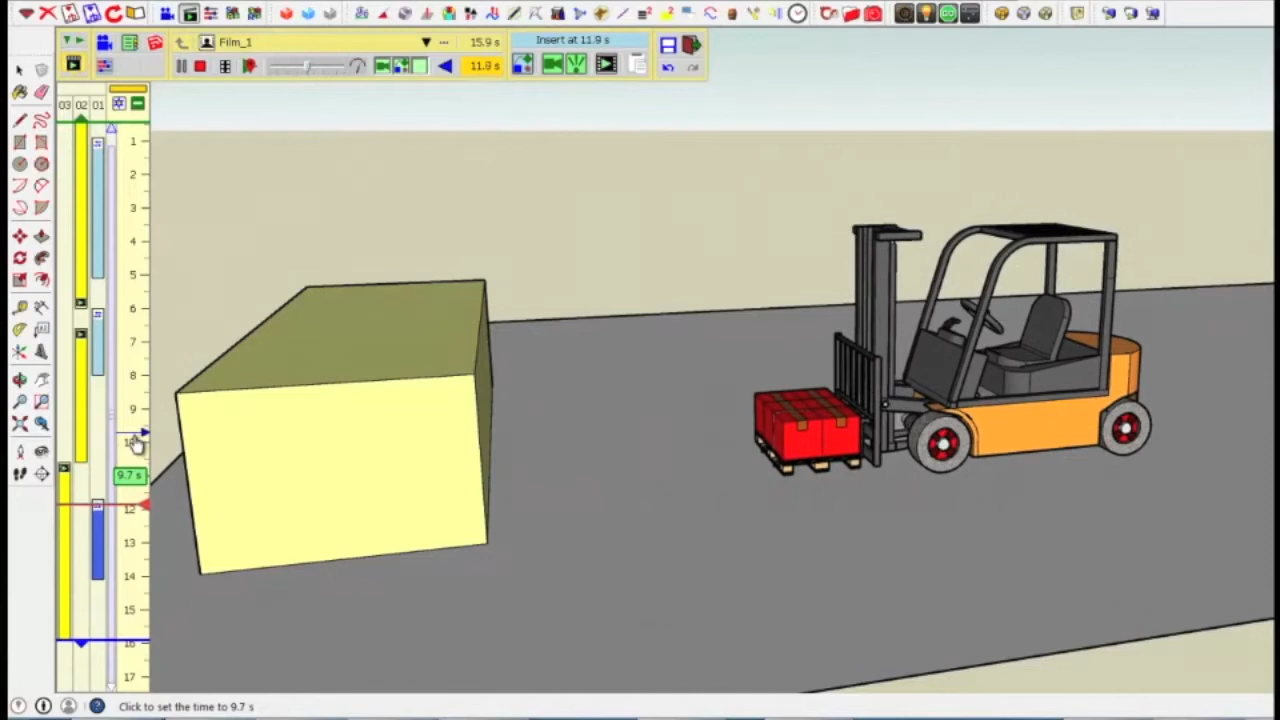 Film_1
15.9 s
Insert at 11.9 s
11.9 s
03 02 01
1
2
3
4
5
6
7
8
9
10
9.7 s
12
13
14
15
16
17
Click to set the time to 9.7 s